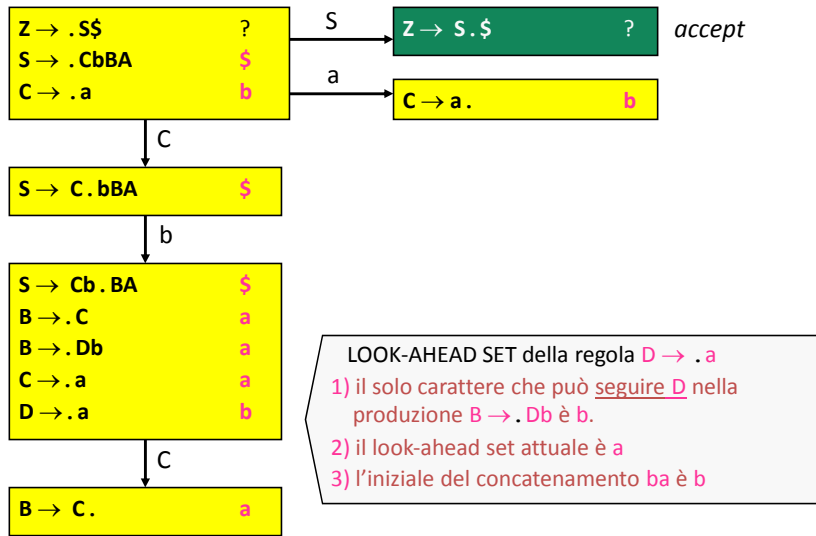 Z → .S$ ?
S → .CbBA $
C → .a b
S
Z → S.$ ?
accept
a
C → a. b
C
S → C.bBA $
b
S → Cb.BA $
B → .C a
B → .Db a
C → .a a
D → .a b
LOOK-AHEAD SET della regola D → .a
1) il solo carattere che può seguire D nella
produzione B → .Db è b.
2) il look-ahead set attuale è a
3) l'iniziale del concatenamento ba è b
C
B → C. a